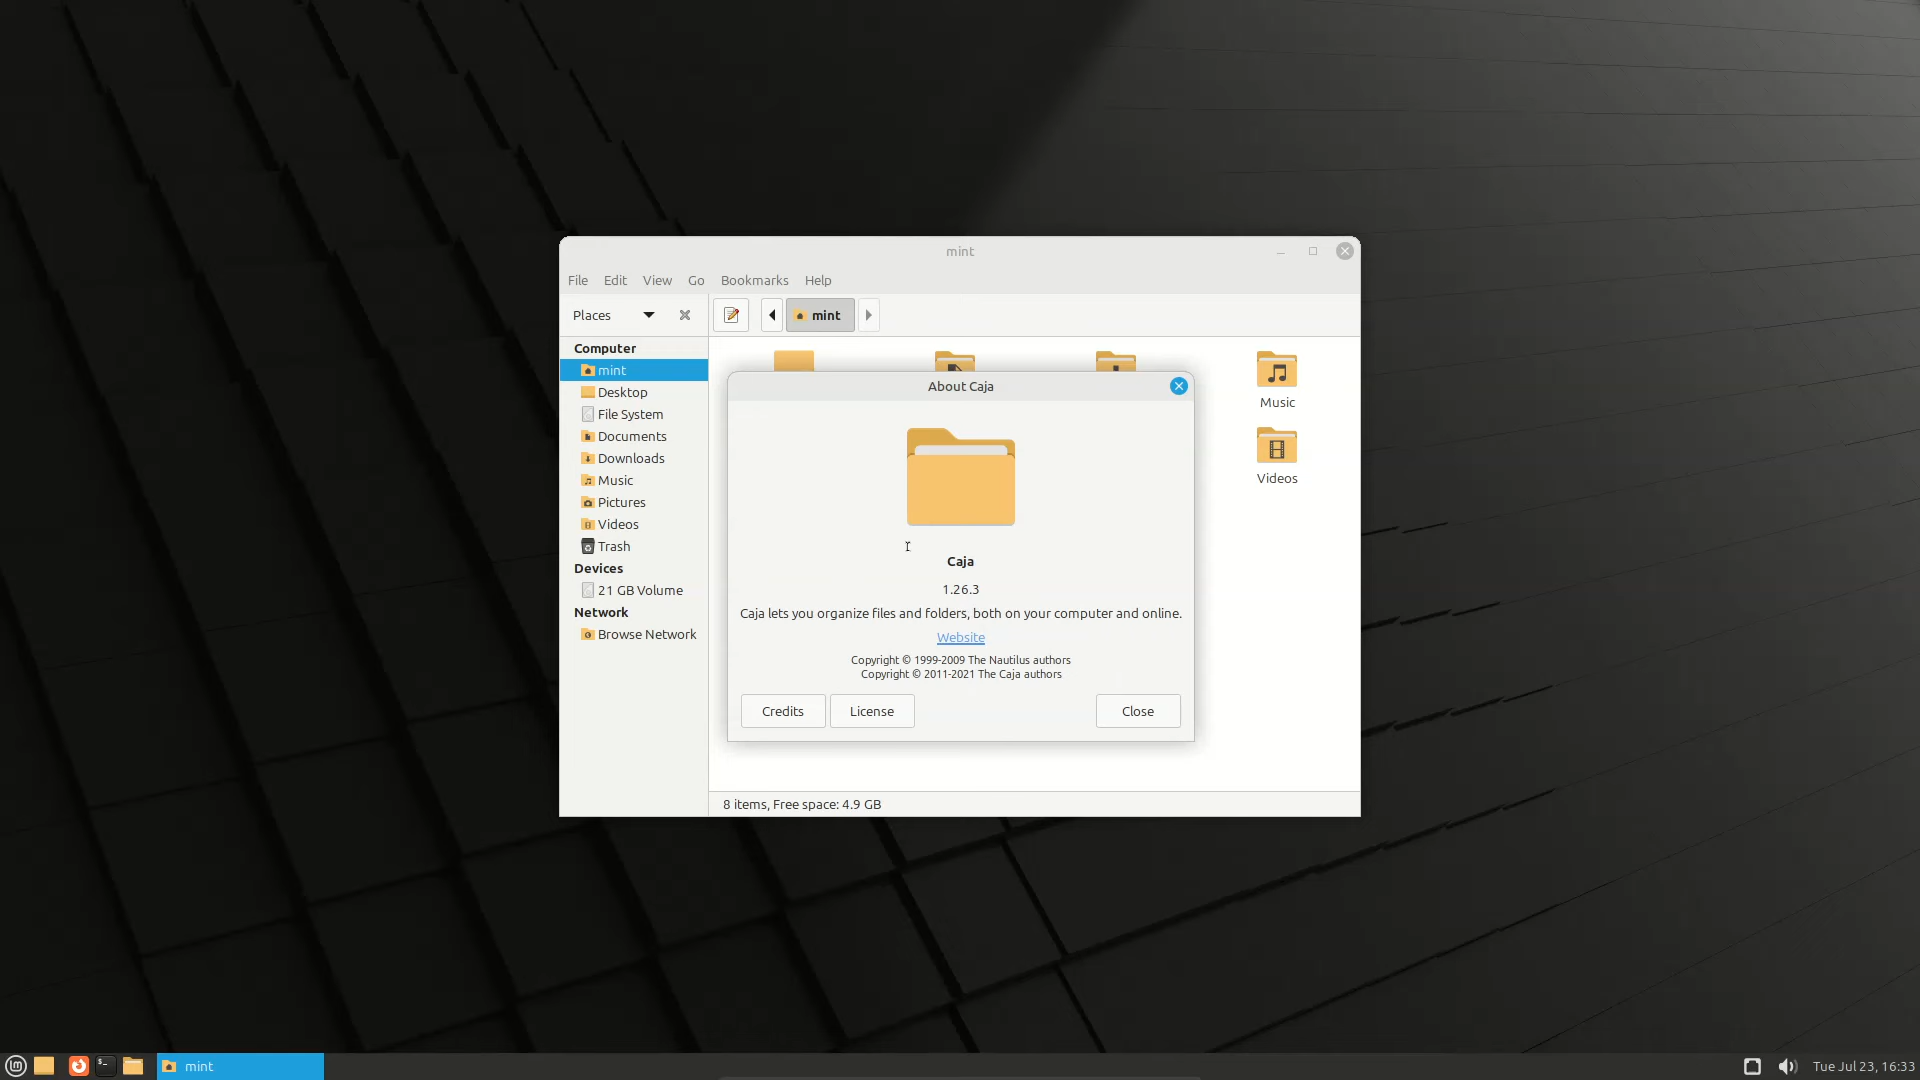 mint
File Edit View Go Bookmarks Help
Places
mint
Computer
mint
Desktop
File System
Documents
Downloads
Music
Pictures
Videos
Trash
Devices
21 GB Volume
Network
Browse Network
Music
Videos
About Caja
Caja
1.26.3
Caja lets you organize files and folders, both on your computer and online.
Website
Copyright © 1999-2009 The Nautilus authors
Copyright © 2011-2021 The Caja authors
Credits License Close
8 items, Free space: 4.9 GB
mint
Tue Jul 23, 16:33